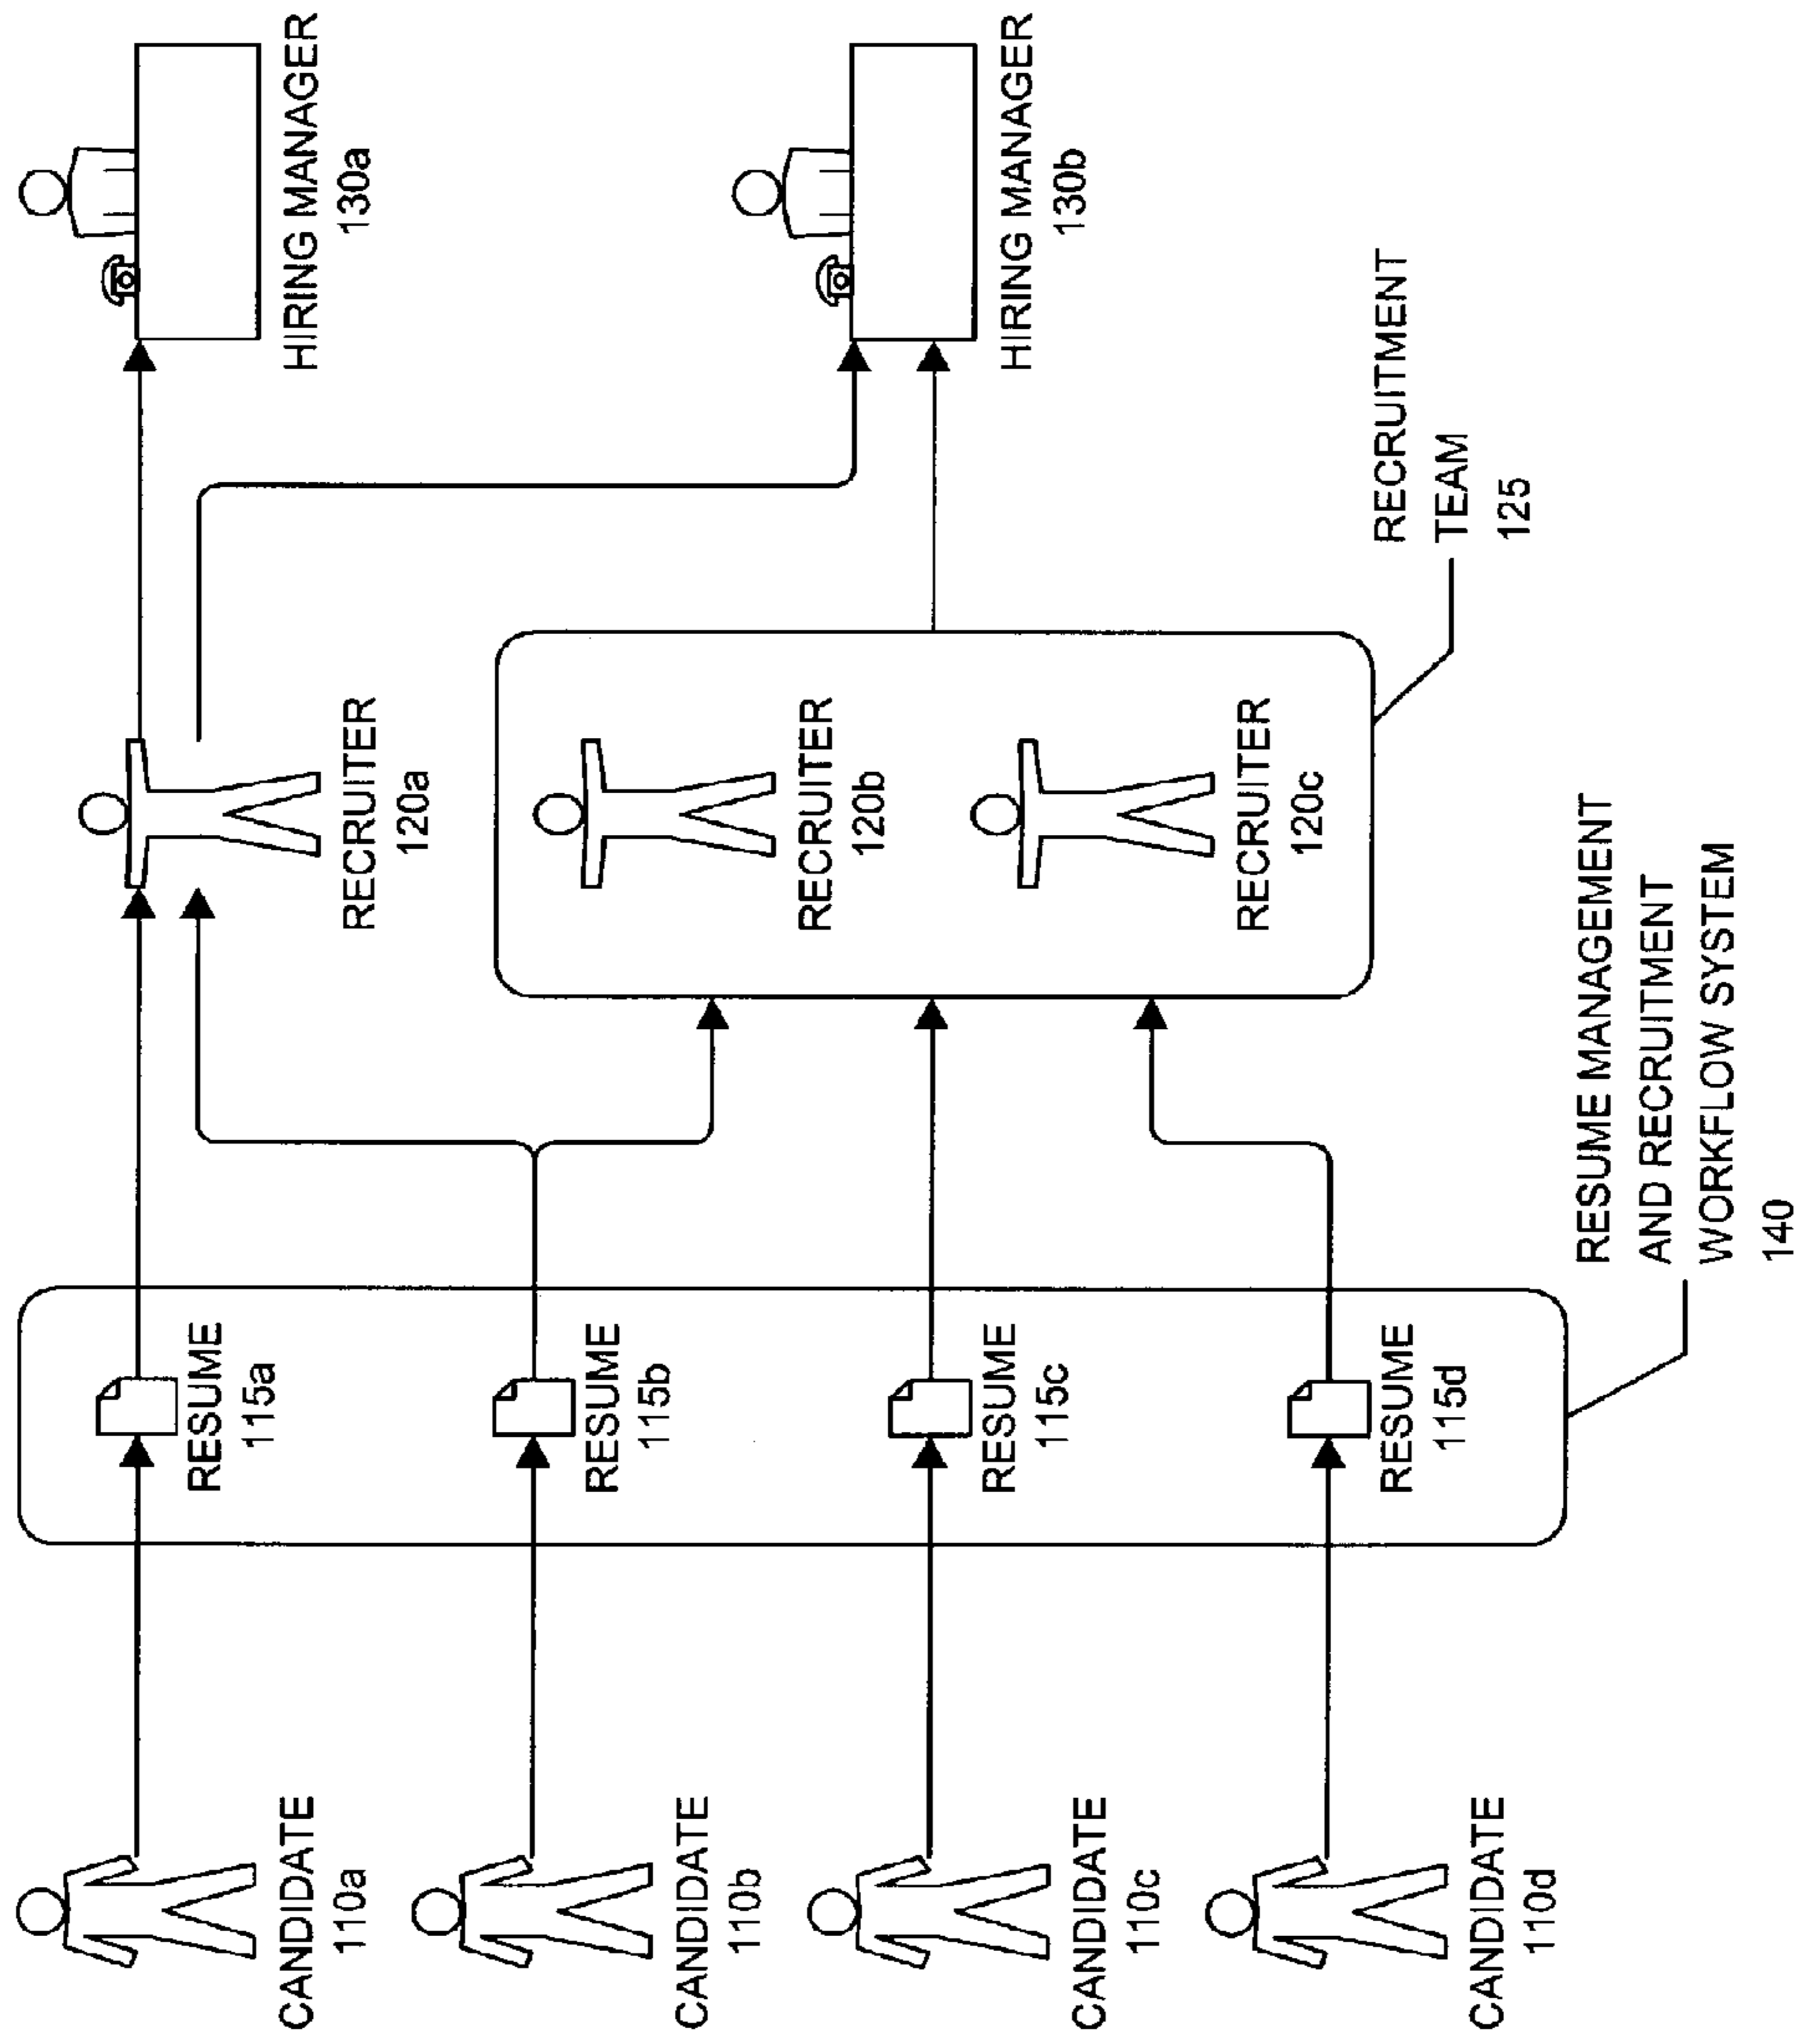 CANDIDATE
110a
CANDIDATE
110b
CANDIDATE
110c
CANDIDATE
110d
RESUME
115a
RESUME
115b
RESUME
115c
RESUME
115d
RESUME MANAGEMENT
AND RECRUITMENT
WORKFLOW SYSTEM
140
RECRUITER
120a
RECRUITER
120b
RECRUITER
120c
RECRUITMENT
TEAM
125
HIRING MANAGER
130a
HIRING MANAGER
130b